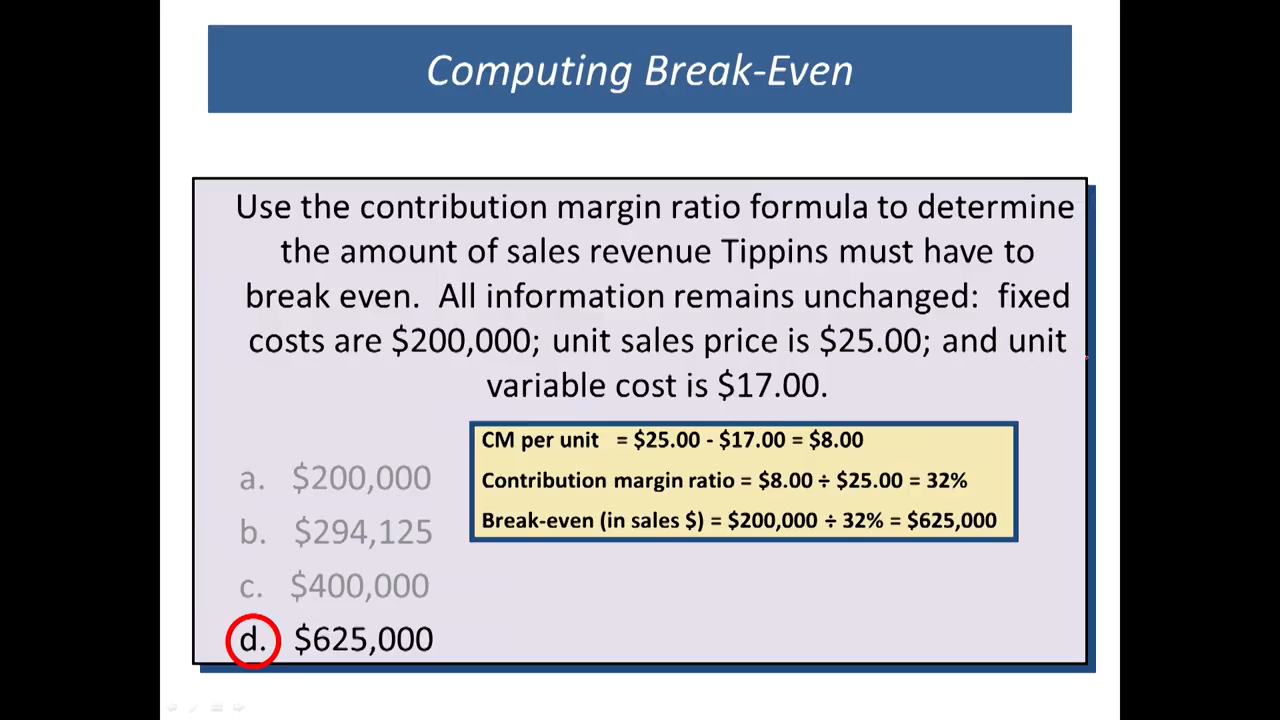 Computing Break-Even
Use the contribution margin ratio formula to determine
the amount of sales revenue Tippins must have to
break even.  All information remains unchanged:  fixed
costs are $200,000; unit sales price is $25.00; and unit
variable cost is $17.00.
CM per unit   = $25.00 - $17.00 = $8.00
Contribution margin ratio = $8.00 ÷ $25.00 = 32%
Break-even (in sales $) = $200,000 ÷ 32% = $625,000
a.   $200,000
b.   $294,125
c.   $400,000
d.   $625,000